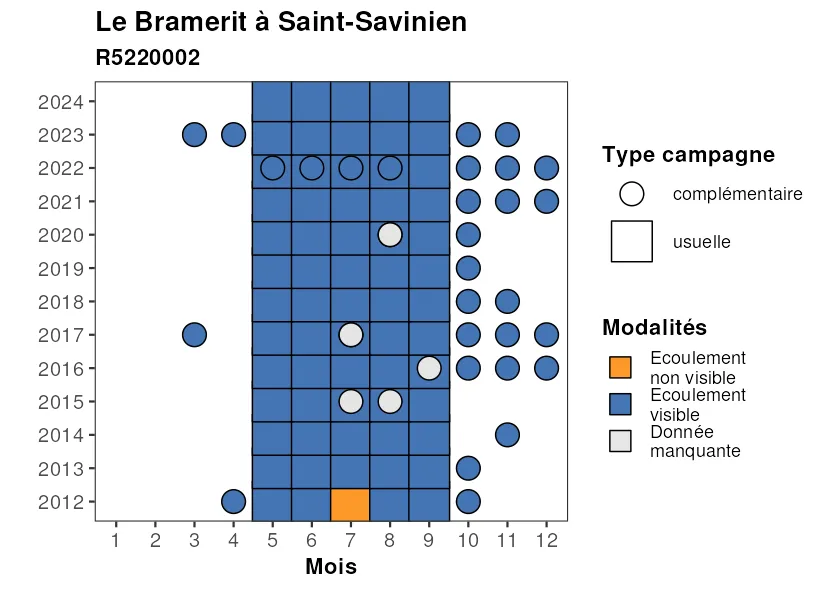 Le Bramerit à Saint-Savinien
R5220002
2024
2023
2022
2021
2020
2019
2018
2017
2016
2015
2014
2013
2012
1 2 3 4 5 6 7 8 9 10 11 12
Mois
Type campagne
complémentaire
usuelle
Modalités
Ecoulement
non visible
Ecoulement
visible
Donnée
manquante